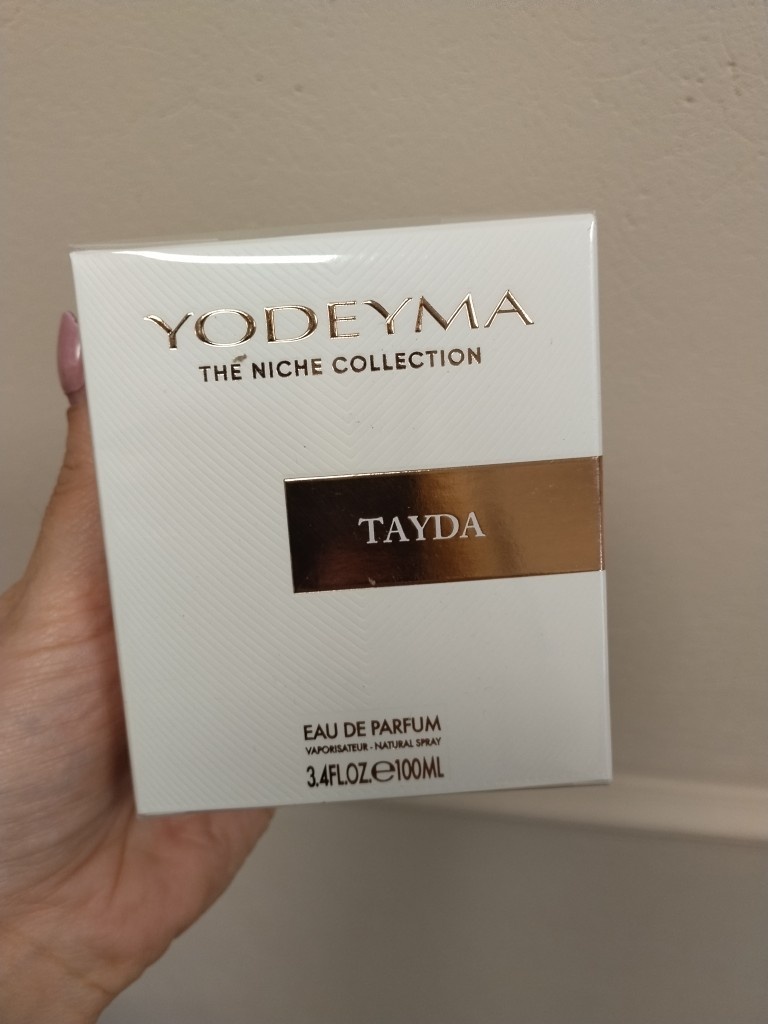 YODEYMA
THE NICHE COLLECTION
TAYDA
EAU DE PARFUM
VAPORISATEUR - NATURAL SPRAY
3.4FL.OZ.℮100ML